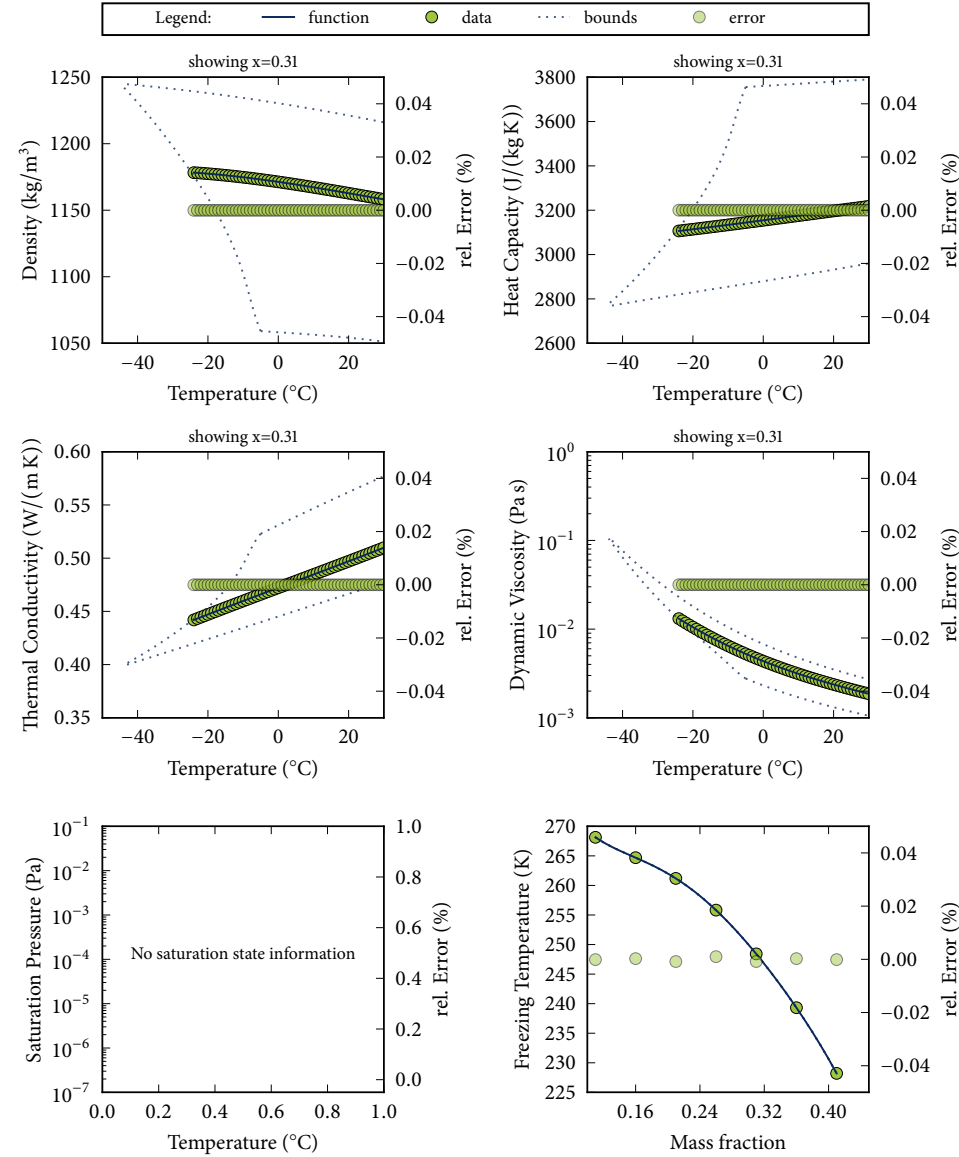 Legend: function data bounds error
showing x=0.31
showing x=0.31
1250
1200
1150
1100
1050
Density (kg/m³)
0.04
0.02
0.00
−0.02
−0.04
rel. Error (%)
−40 −20 0 20
Temperature (°C)
3800
3600
3400
3200
3000
2800
2600
Heat Capacity (J/(kg K))
0.04
0.02
0.00
−0.02
−0.04
rel. Error (%)
−40 −20 0 20
Temperature (°C)
showing x=0.31
showing x=0.31
0.60
0.55
0.50
0.45
0.40
0.35
Thermal Conductivity (W/(m K))
0.04
0.02
0.00
−0.02
−0.04
rel. Error (%)
−40 −20 0 20
Temperature (°C)
10⁰
10⁻¹
10⁻²
10⁻³
Dynamic Viscosity (Pa s)
0.04
0.02
0.00
−0.02
−0.04
rel. Error (%)
−40 −20 0 20
Temperature (°C)
10⁻¹
10⁻²
10⁻³
10⁻⁴
10⁻⁵
10⁻⁶
10⁻⁷
Saturation Pressure (Pa)
No saturation state information
1.0
0.8
0.6
0.4
0.2
0.0
rel. Error (%)
0.0 0.2 0.4 0.6 0.8 1.0
Temperature (°C)
270
265
260
255
250
245
240
235
230
225
Freezing Temperature (K)
0.04
0.02
0.00
−0.02
−0.04
rel. Error (%)
0.16 0.24 0.32 0.40
Mass fraction